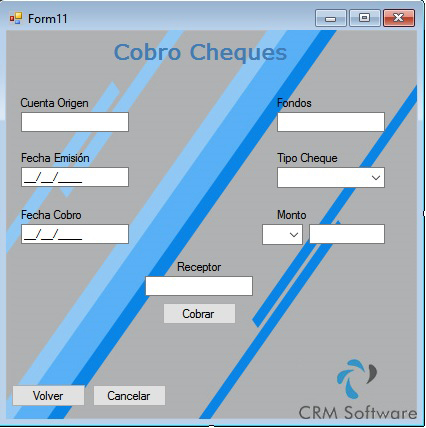 Form11
Cobro Cheques
Cuenta Origen
Fondos
Fecha Emisión
Tipo Cheque
__/__/____
Fecha Cobro
Monto
__/__/____
Receptor
Cobrar
Volver
Cancelar
CRM Software